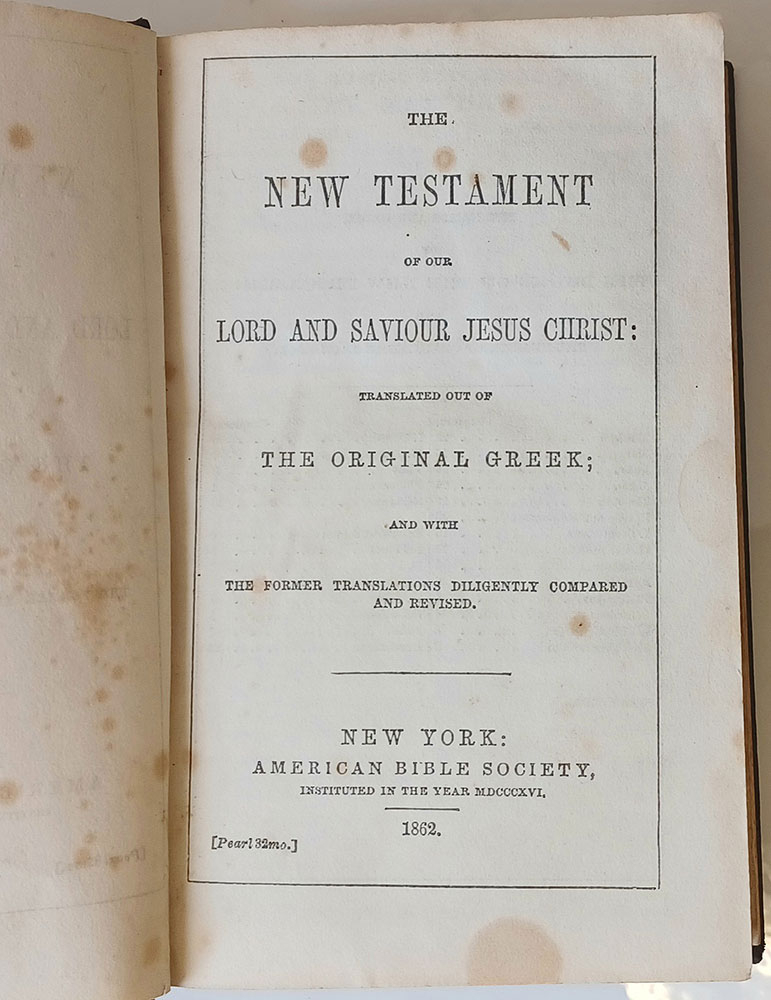 THE
NEW TESTAMENT
OF OUR
LORD AND SAVIOUR JESUS CHRIST:
TRANSLATED OUT OF
THE ORIGINAL GREEK;
AND WITH
THE FORMER TRANSLATIONS DILIGENTLY COMPARED
AND REVISED.
NEW YORK:
AMERICAN BIBLE SOCIETY,
INSTITUTED IN THE YEAR MDCCCXVI.
1862.
[Pearl 32mo.]